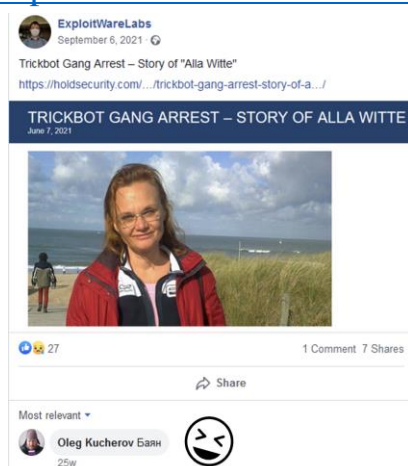 ExploitWareLabs
September 6, 2021 ·
Trickbot Gang Arrest – Story of "Alla Witte"
https://holdsecurity.com/…/trickbot-gang-arrest-story-of-a…/
TRICKBOT GANG ARREST – STORY OF ALLA WITTE
June 7, 2021
27
1 Comment 7 Shares
Share
Most relevant
Oleg Kucherov Баян
25w